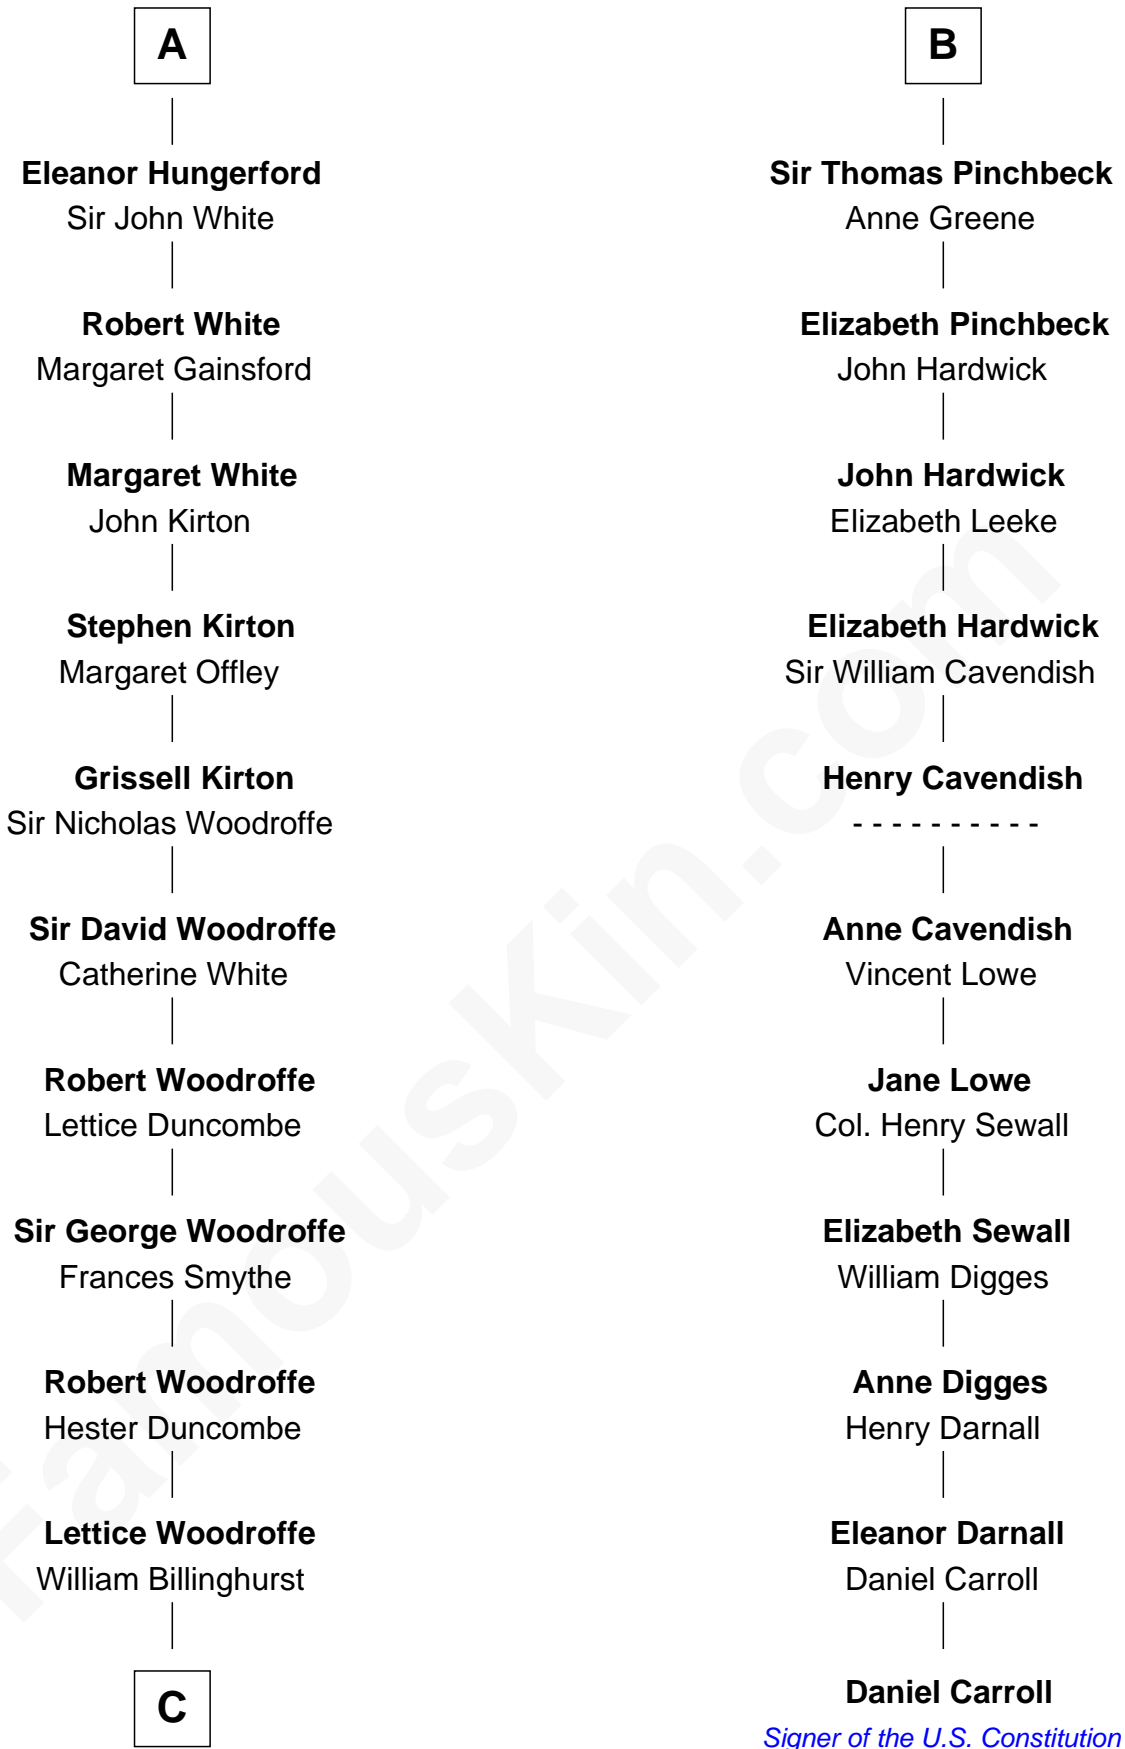 A
Eleanor Hungerford
Sir John White
Robert White
Margaret Gainsford
Margaret White
John Kirton
Stephen Kirton
Margaret Offley
Grissell Kirton
Sir Nicholas Woodroffe
Sir David Woodroffe
Catherine White
Robert Woodroffe
Lettice Duncombe
Sir George Woodroffe
Frances Smythe
Robert Woodroffe
Hester Duncombe
Lettice Woodroffe
William Billinghurst
C
B
Sir Thomas Pinchbeck
Anne Greene
Elizabeth Pinchbeck
John Hardwick
John Hardwick
Elizabeth Leeke
Elizabeth Hardwick
Sir William Cavendish
Henry Cavendish
- - - - - - - - - -
Anne Cavendish
Vincent Lowe
Jane Lowe
Col. Henry Sewall
Elizabeth Sewall
William Digges
Anne Digges
Henry Darnall
Eleanor Darnall
Daniel Carroll
Daniel Carroll
Signer of the U.S. Constitution
FamousKin.com